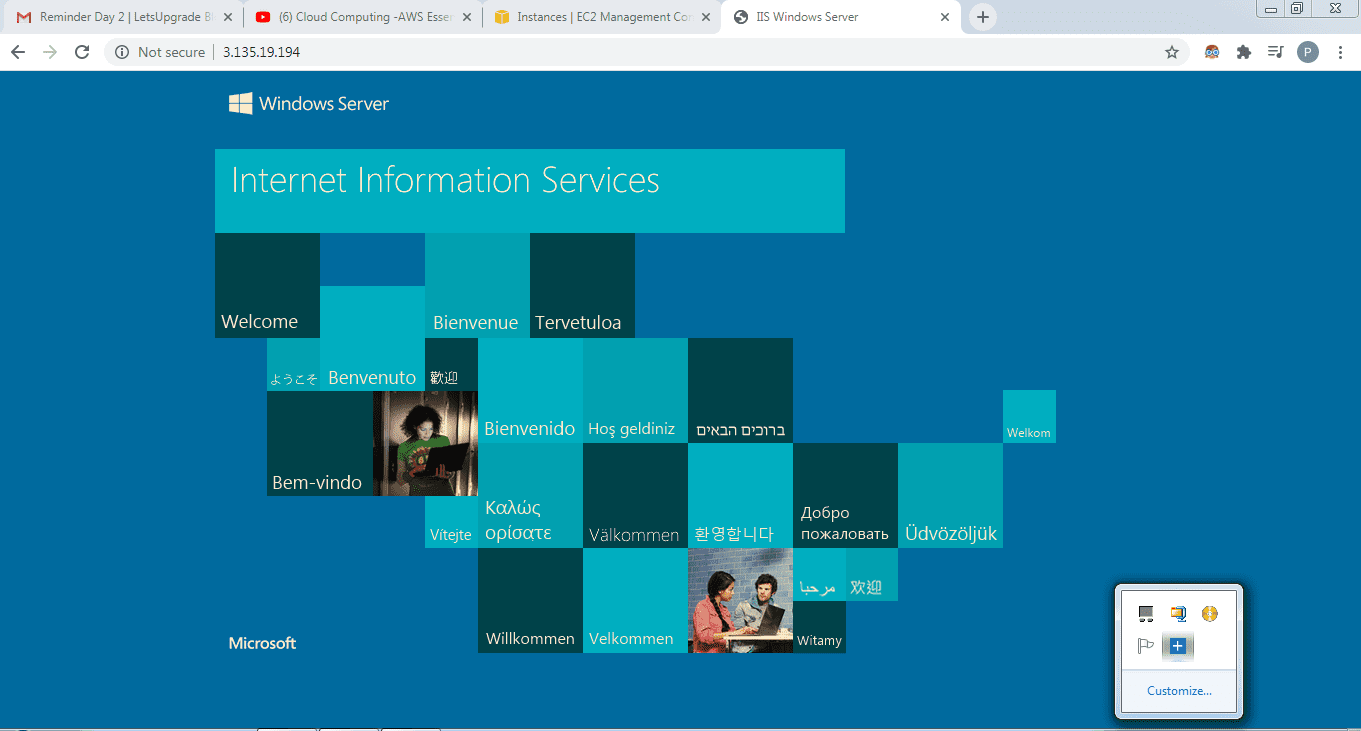 Reminder Day 2 | LetsUpgrade B
(6) Cloud Computing -AWS Esser
Instances | EC2 Management Co
IIS Windows Server
Not secure
3.135.19.194
P
Windows Server
Internet Information Services
Welcome
Bienvenue
Tervetuloa
ようこそ
Benvenuto
歡迎
Bienvenido
Hoş geldiniz
ברוכים הבאים
Welkom
Bem-vindo
Vítejte
Καλώς
ορίσατε
Välkommen
환영합니다
Добро
пожаловать
Üdvözöljük
مرحبا
欢迎
Microsoft
Willkommen
Velkommen
Witamy
Customize...